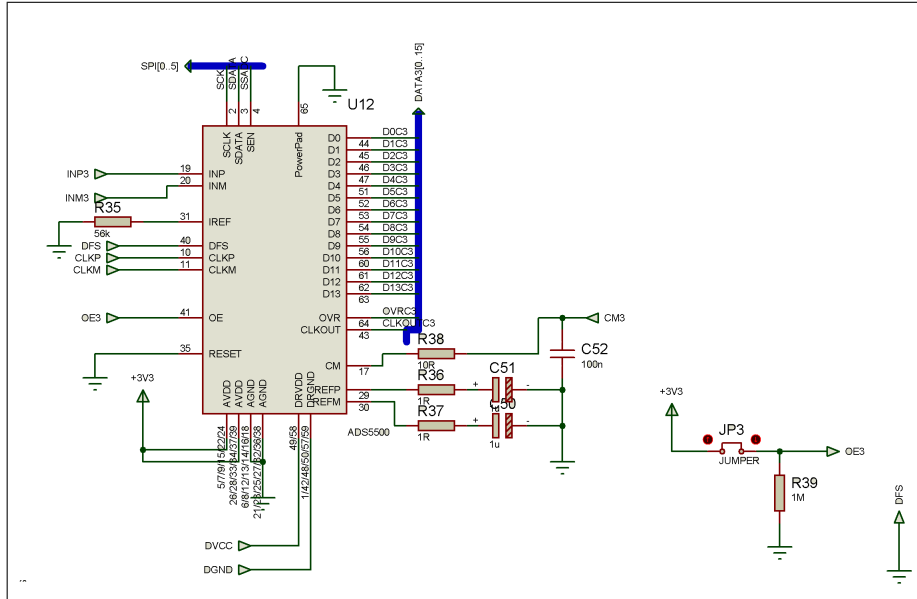 SPI[0..5]
SCK
SDATA
SSADC
DATA3[0..15]
2
3
4
65
U12
SCLK
SDATA
SEN
PowerPad
INP3
19
INP
INM3
20
INM
R35
56k
31
IREF
DFS
40
DFS
CLKP
10
CLKP
CLKM
11
CLKM
OE3
41
OE
35
RESET
D0
D0C3
44
D1
D1C3
45
D2
D2C3
46
D3
D3C3
47
D4
D4C3
51
D5
D5C3
52
D6
D6C3
53
D7
D7C3
54
D8
D8C3
55
D9
D9C3
56
D10
D10C3
60
D11
D11C3
61
D12
D12C3
62
D13
D13C3
63
OVR
OVRC3
64
CLKOUT
CLKOUTC3
43
CM
17
R38
10R
CM3
C52
100n
REFP
29
R36
1R
+
C51
-
REFM
30
R37
1R
+
C50
1u
-
ADS5500
+3V3
AVDD
AVDD
AGND
AGND
DRVDD
DRGND
5/7/9/15/22/24
26/28/33/34/37/39
6/8/12/13/14/16/18
21/23/25/27/32/36/38
49/58
1/42/48/50/57/59
DVCC
DGND
+3V3
JP3
JUMPER
OE3
R39
1M
DFS